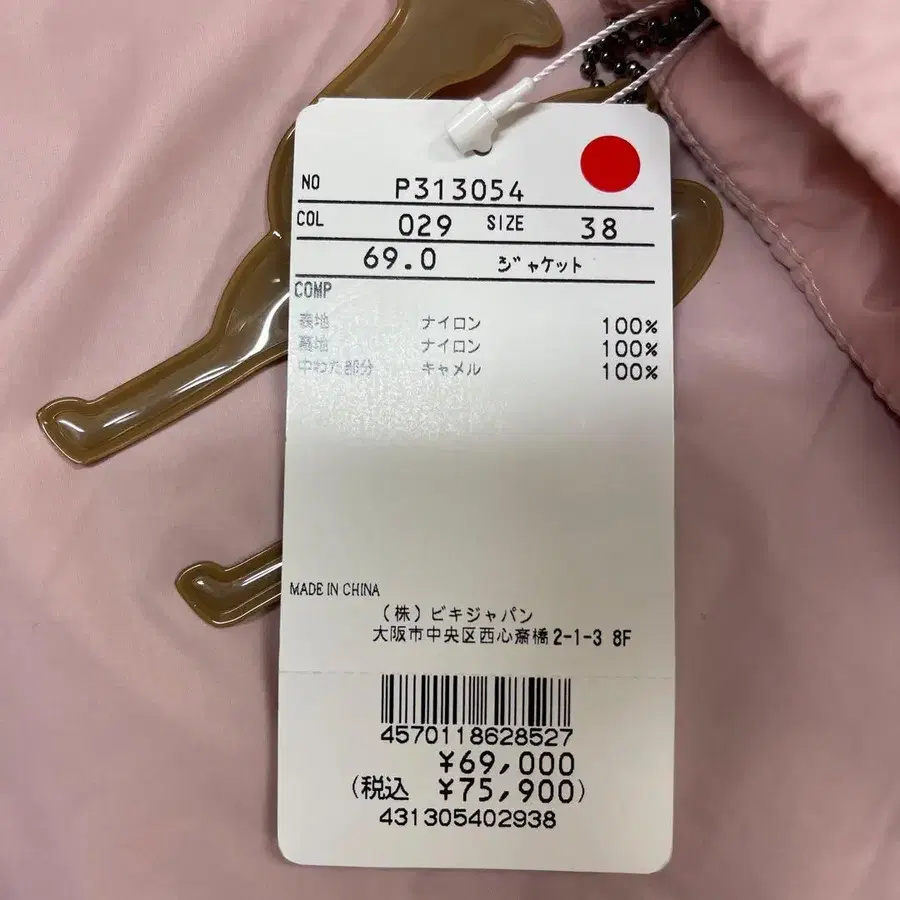 NO P313054
COL 029 SIZE 38
69.0 ジャケット
COMP
表地 ナイロン 100%
裏地 ナイロン 100%
中わた部分 キャメル 100%
MADE IN CHINA
(株)ビキジャパン
大阪市中央区西心斎橋2-1-3 8F
4570118628527
¥69,000
(税込 ¥75,900)
431305402938